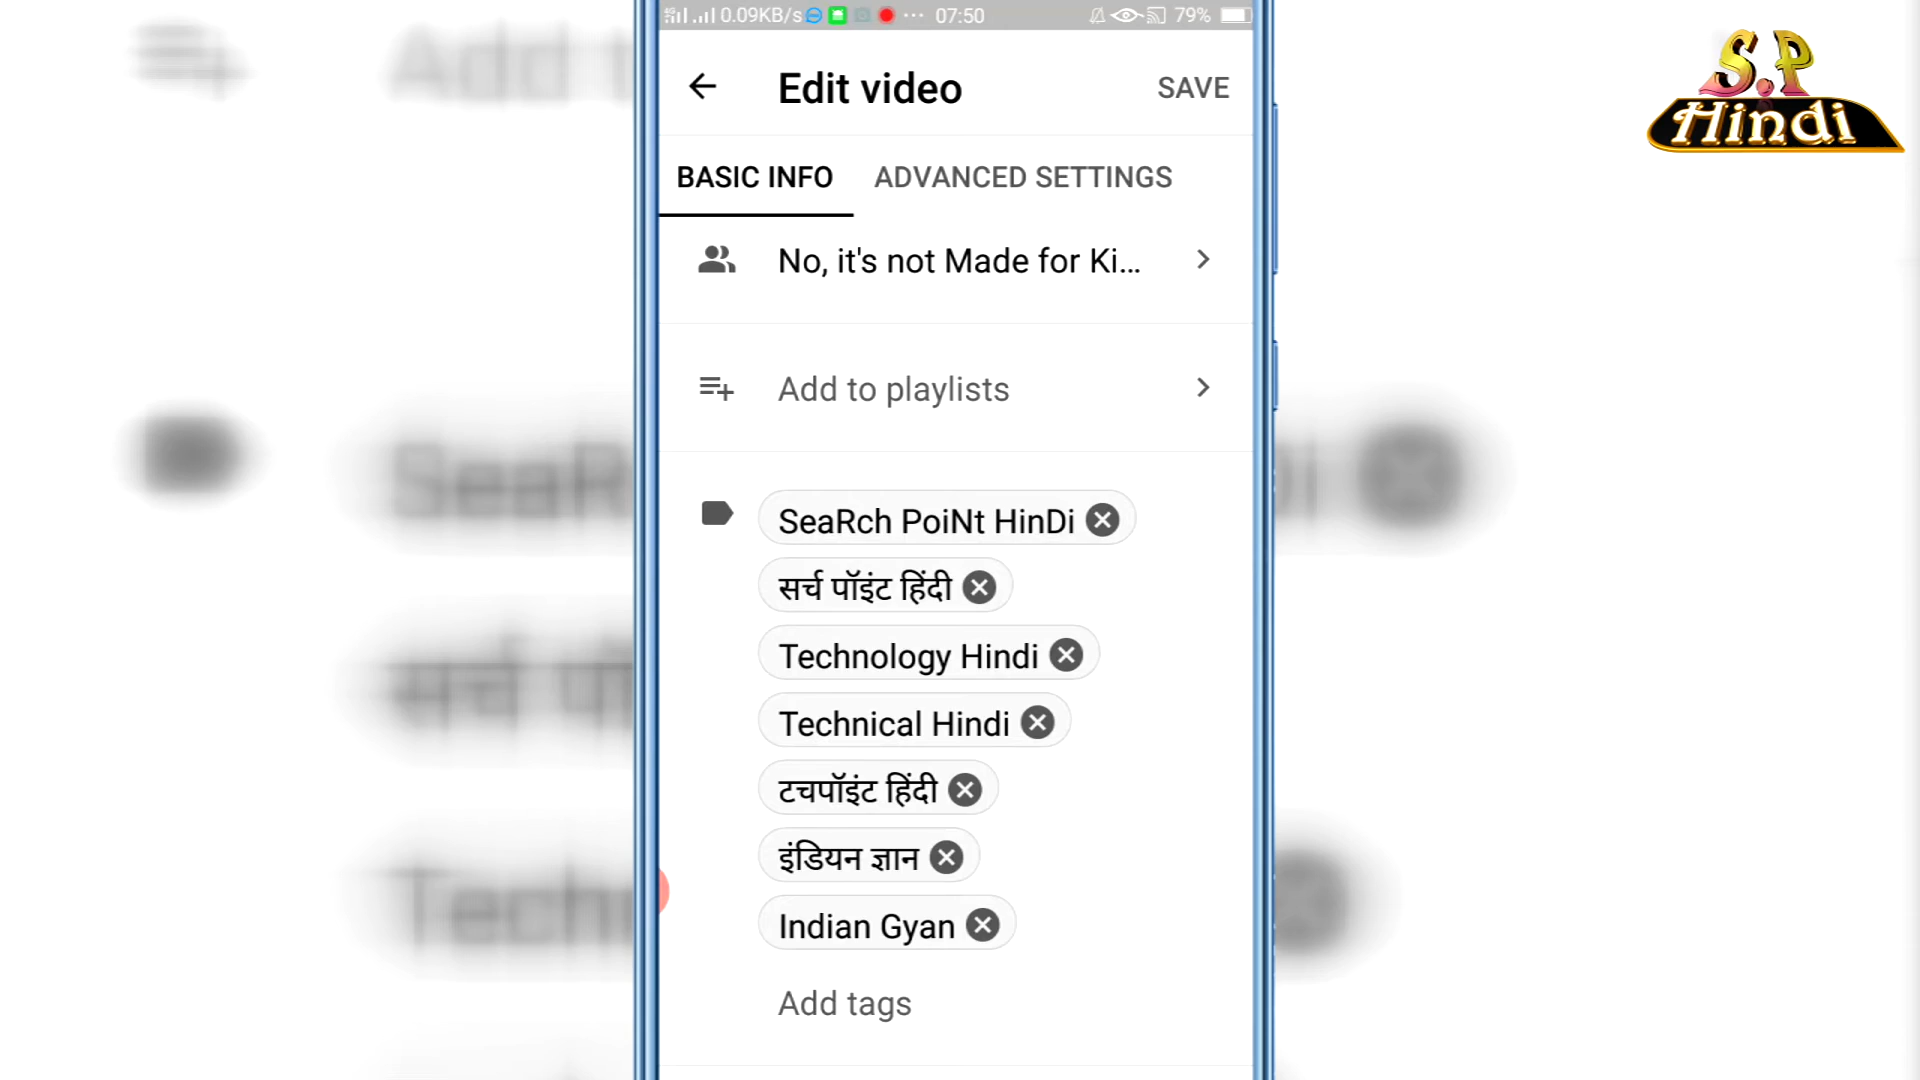 0.09KB/s ... 07:50 79%
S.P
Hindi
Edit video SAVE
BASIC INFO ADVANCED SETTINGS
No, it's not Made for Ki...
Add to playlists
SeaRch PoiNt HinDi
सर्च पॉइंट हिंदी
Technology Hindi
Technical Hindi
टचपॉइंट हिंदी
इंडियन ज्ञान
Indian Gyan
Add tags